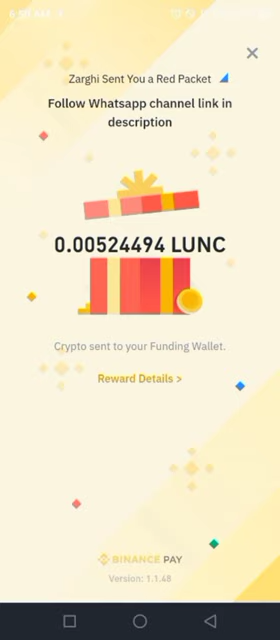 Zarghi Sent You a Red Packet
Follow Whatsapp channel link in
description
0.00524494 LUNC
Crypto sent to your Funding Wallet.
Reward Details >
BINANCE PAY
Version: 1.1.48